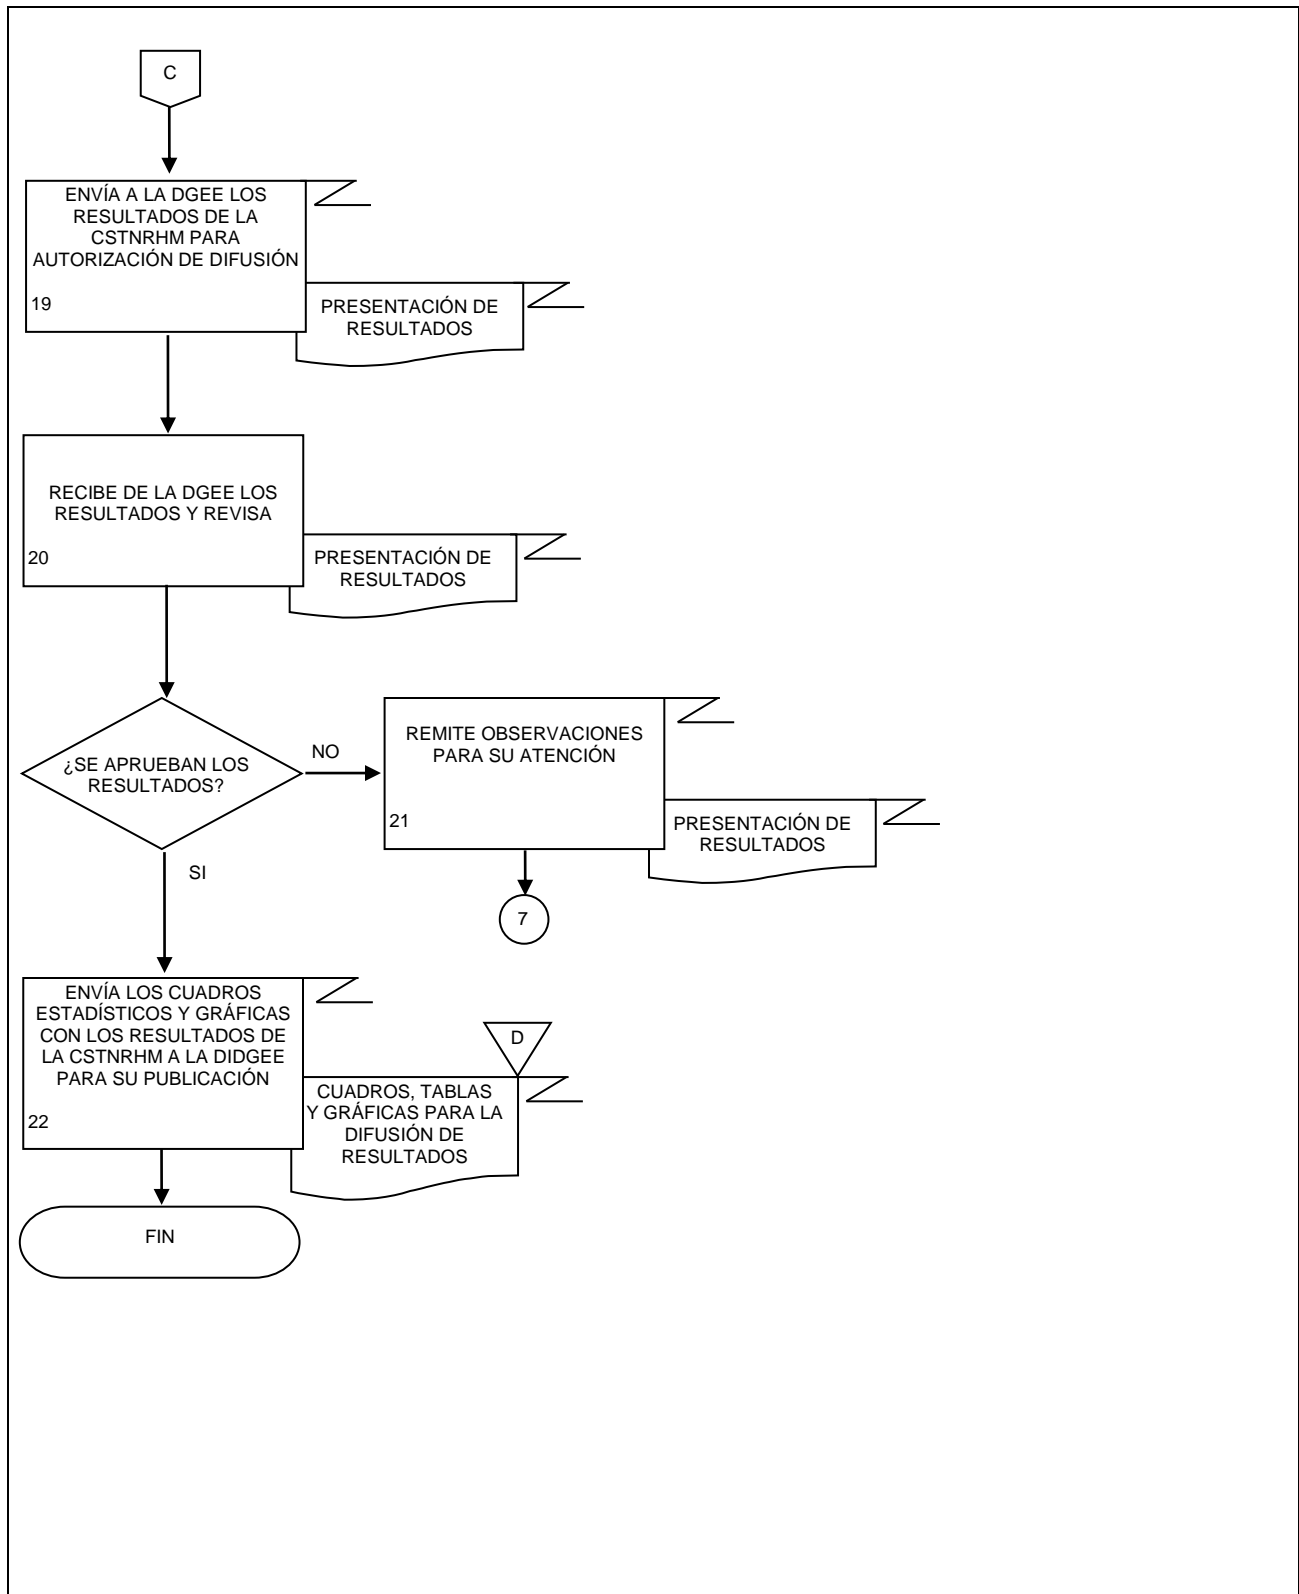 C
ENVÍA A LA DGEE LOS
RESULTADOS DE LA
CSTNRHM PARA
AUTORIZACIÓN DE DIFUSIÓN
19
PRESENTACIÓN DE
RESULTADOS
RECIBE DE LA DGEE LOS
RESULTADOS Y REVISA
20
PRESENTACIÓN DE
RESULTADOS
¿SE APRUEBAN LOS
RESULTADOS?
NO
REMITE OBSERVACIONES
PARA SU ATENCIÓN
21
PRESENTACIÓN DE
RESULTADOS
7
SI
ENVÍA LOS CUADROS
ESTADÍSTICOS Y GRÁFICAS
CON LOS RESULTADOS DE
LA CSTNRHM A LA DIDGEE
PARA SU PUBLICACIÓN
22
D
CUADROS, TABLAS
Y GRÁFICAS PARA LA
DIFUSIÓN DE
RESULTADOS
FIN